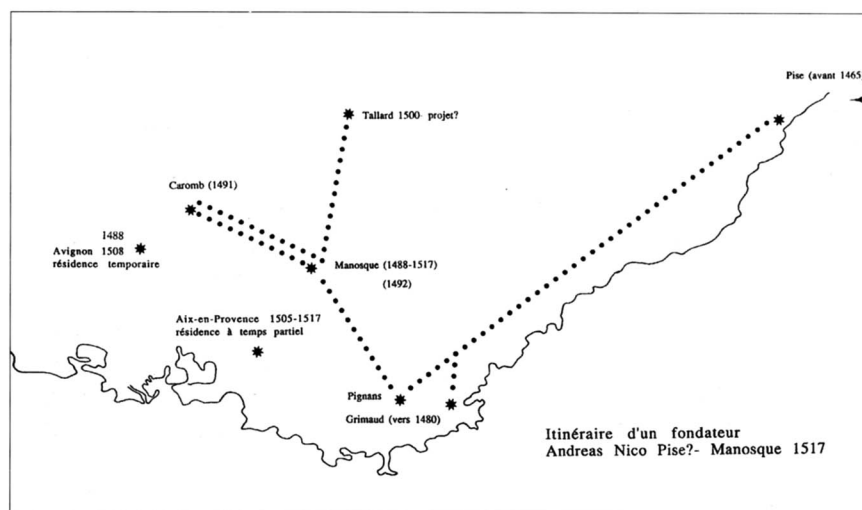 Pise (avant 1465)
Tallard 1500 projet?
Caromb (1491)
1488
Avignon 1508
résidence temporaire
Manosque (1488-1517)
(1492)
Aix-en-Provence 1505-1517
résidence à temps partiel
Pignans
Grimaud (vers 1480)
Itinéraire d'un fondateur
Andreas Nico Pise?- Manosque 1517